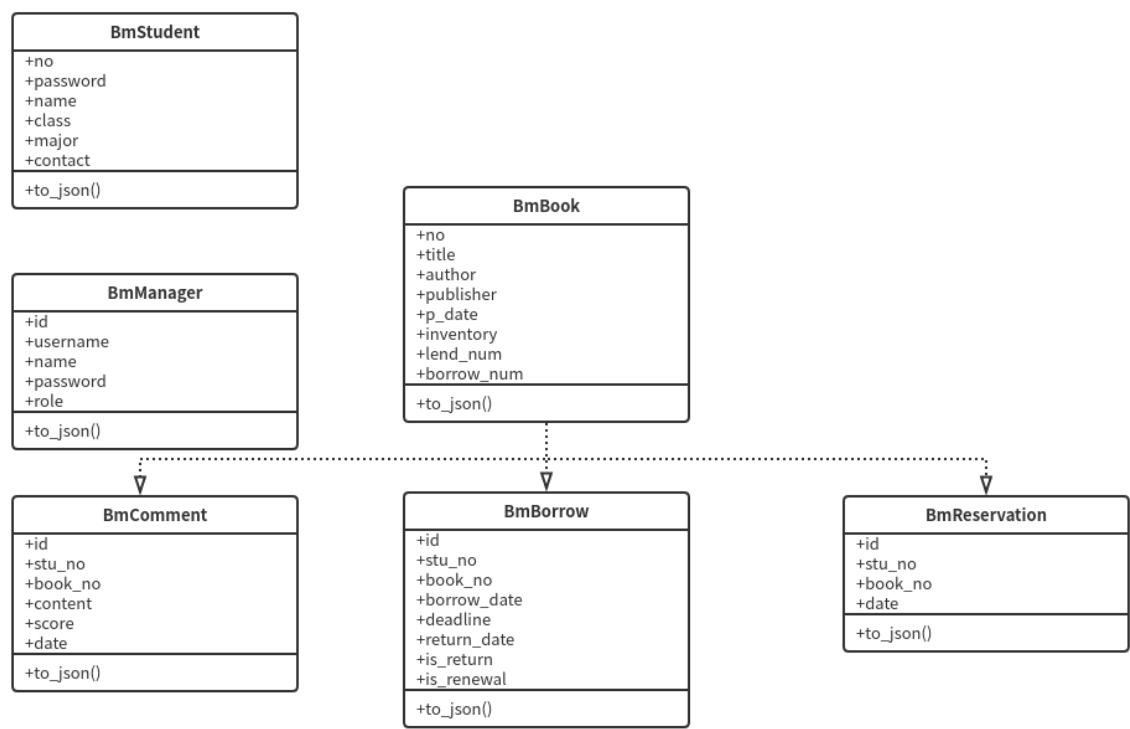 BmStudent
+no
+password
+name
+class
+major
+contact
+to_json()
BmManager
+id
+username
+name
+password
+role
+to_json()
BmBook
+no
+title
+author
+publisher
+p_date
+inventory
+lend_num
+borrow_num
+to_json()
BmComment
+id
+stu_no
+book_no
+content
+score
+date
+to_json()
BmBorrow
+id
+stu_no
+book_no
+borrow_date
+deadline
+return_date
+is_return
+is_renewal
+to_json()
BmReservation
+id
+stu_no
+book_no
+date
+to_json()